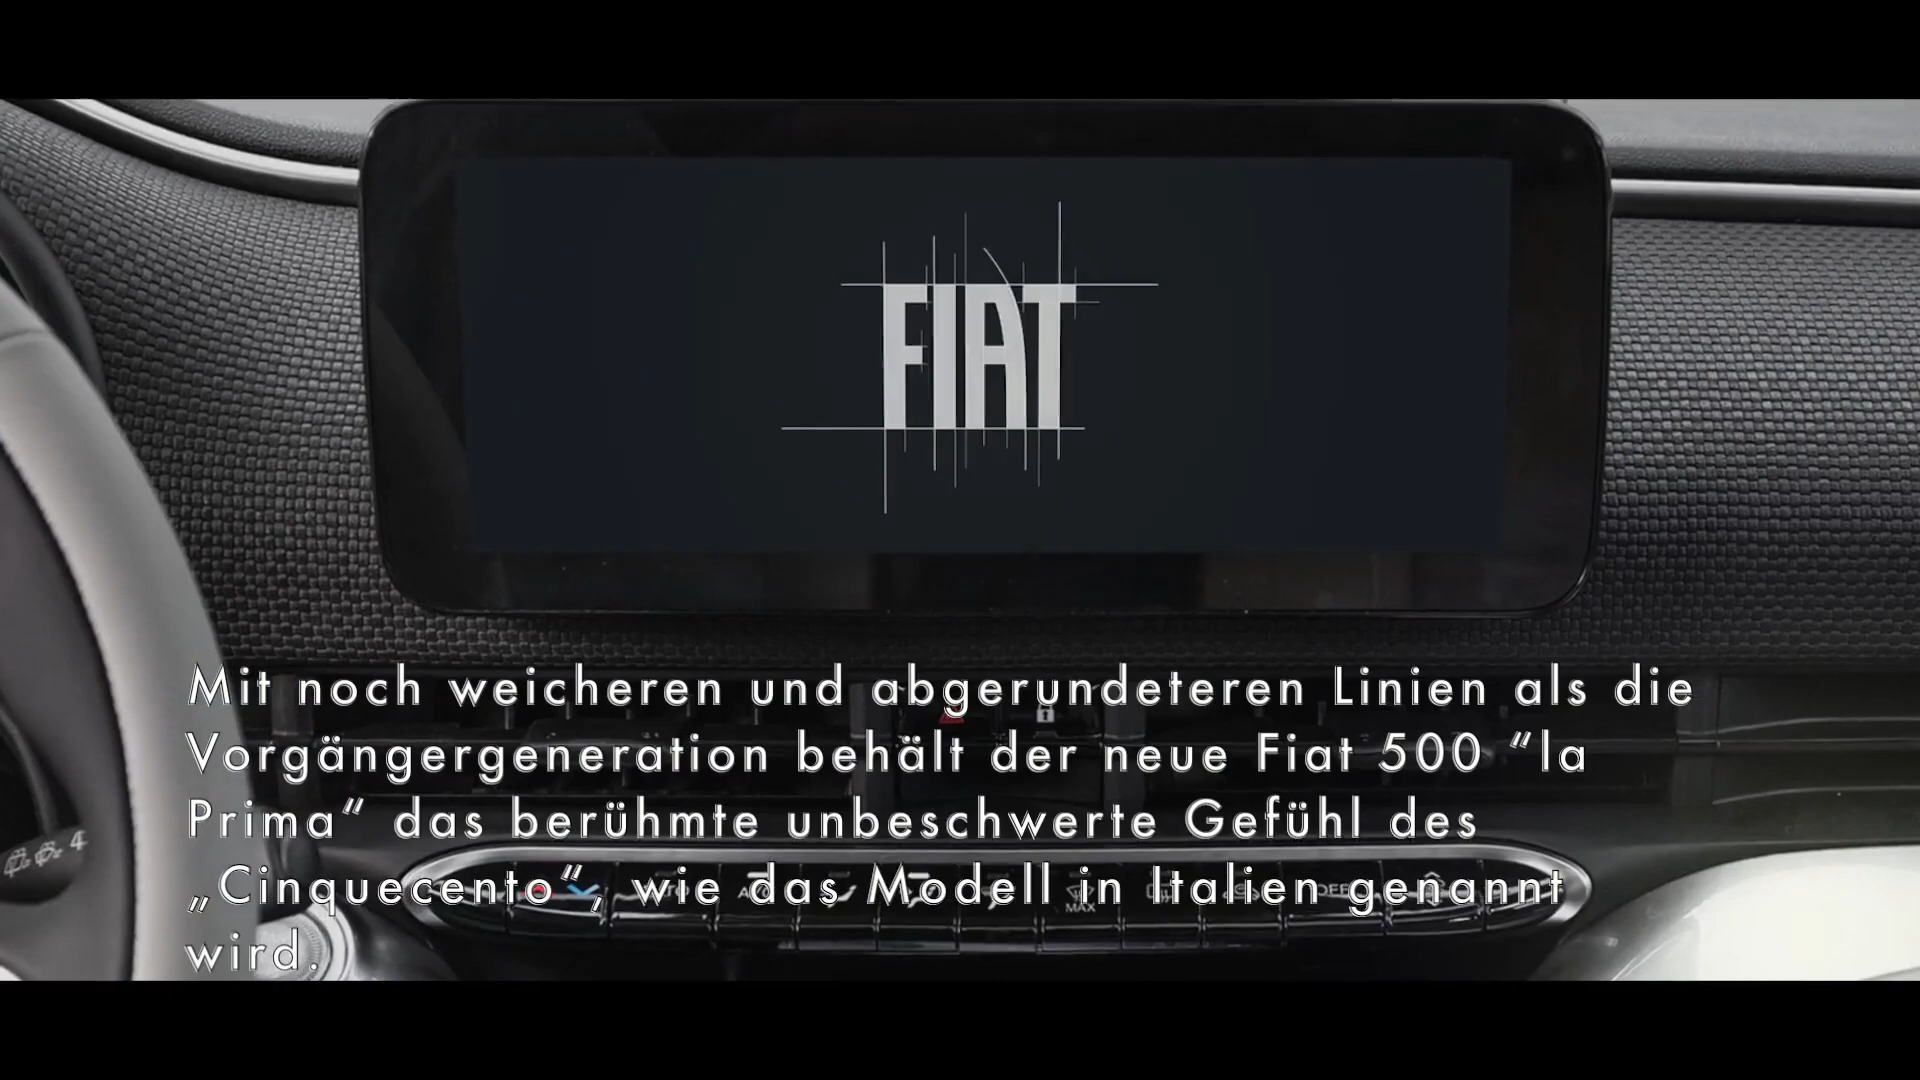 FIAT
Mit noch weicheren und abgerundeteren Linien als die
Vorgängergeneration behält der neue Fiat 500 “la
Prima“ das berühmte unbeschwerte Gefühl des
„Cinquecento“, wie das Modell in Italien genannt
wird.
MAX